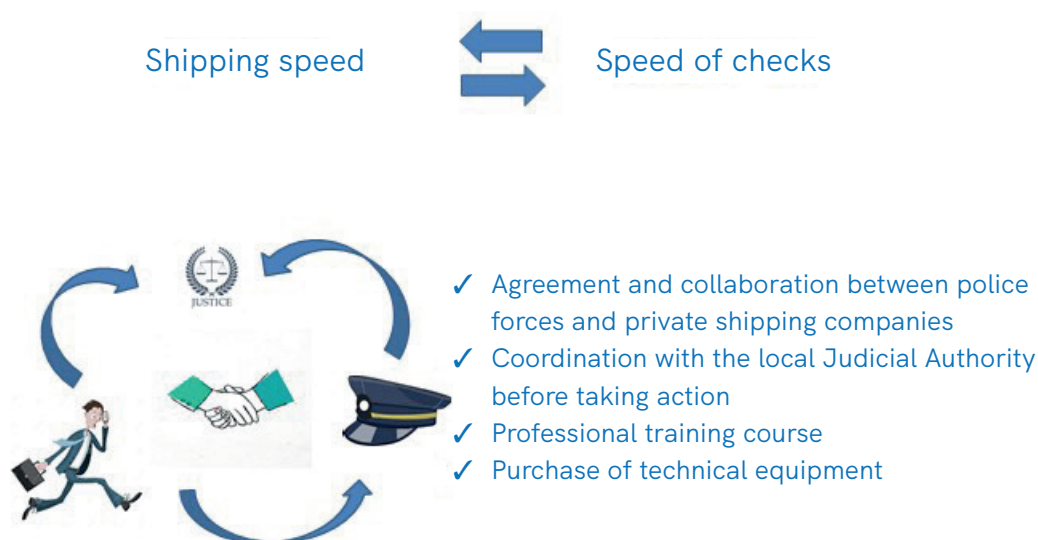 Shipping speed
Speed of checks
JUSTICE
✓ Agreement and collaboration between police
forces and private shipping companies
✓ Coordination with the local Judicial Authority
before taking action
✓ Professional training course
✓ Purchase of technical equipment